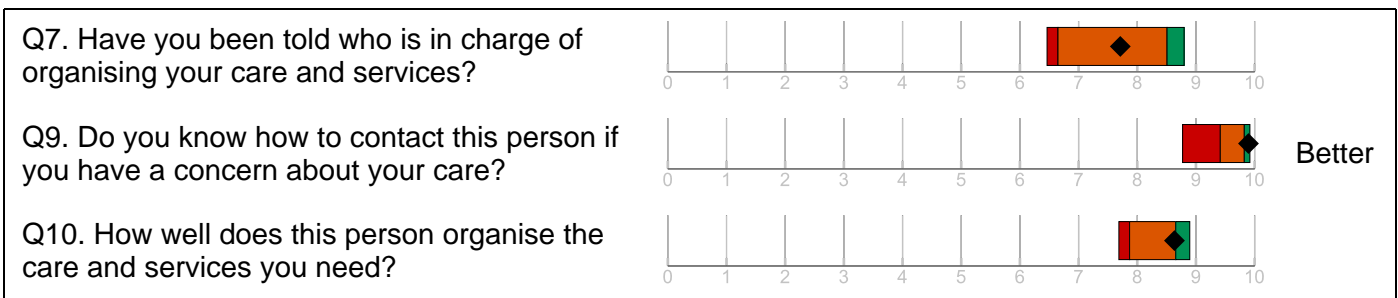 Q7. Have you been told who is in charge of
organising your care and services?
0 1 2 3 4 5 6 7 8 9 10
Q9. Do you know how to contact this person if
you have a concern about your care?
0 1 2 3 4 5 6 7 8 9 10
Better
Q10. How well does this person organise the
care and services you need?
0 1 2 3 4 5 6 7 8 9 10